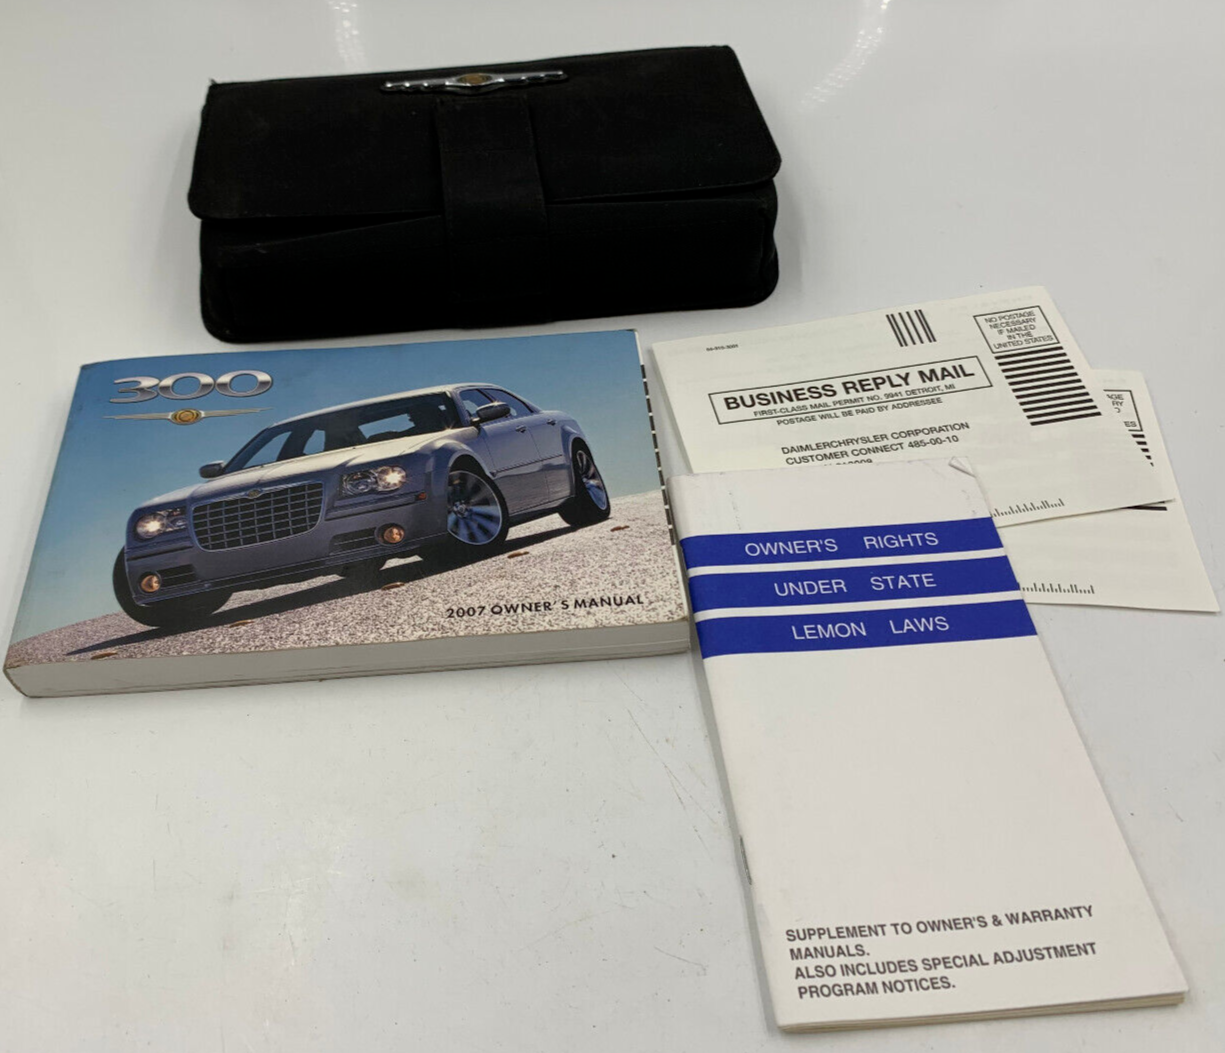 300
2007 OWNER'S MANUAL
BUSINESS REPLY MAIL
FIRST-CLASS MAIL PERMIT NO. 9941 DETROIT, MI
POSTAGE WILL BE PAID BY ADDRESSEE
NO POSTAGE
NECESSARY
IF MAILED
IN THE
UNITED STATES
DAIMLERCHRYSLER CORPORATION
CUSTOMER CONNECT 485-00-10
OWNER'S RIGHTS
UNDER STATE
LEMON LAWS
SUPPLEMENT TO OWNER'S & WARRANTY
MANUALS.
ALSO INCLUDES SPECIAL ADJUSTMENT
PROGRAM NOTICES.